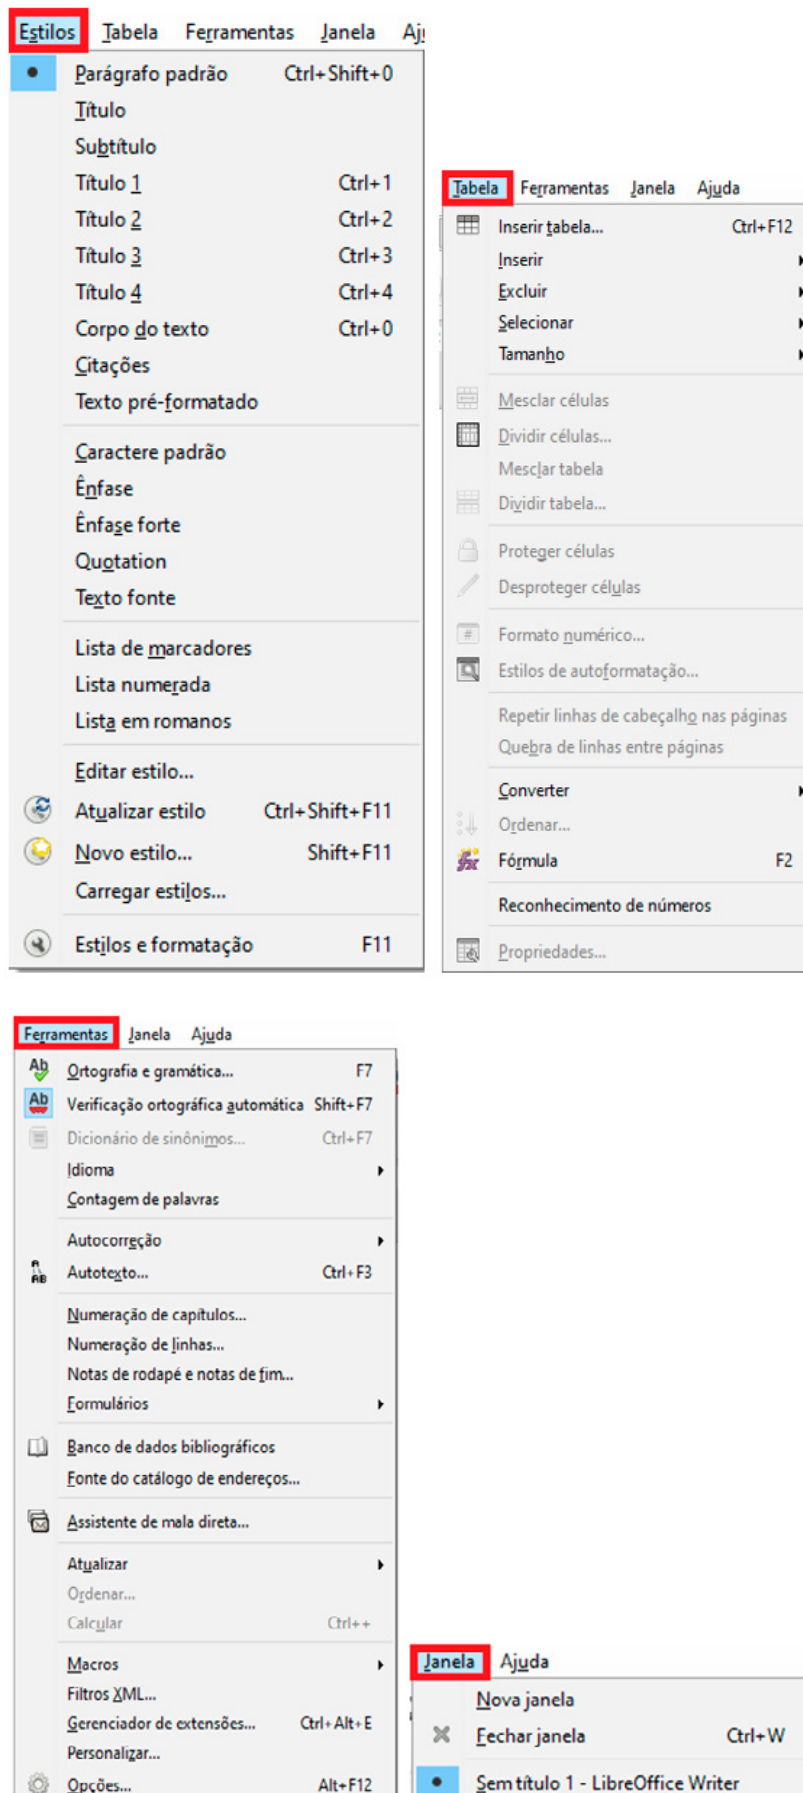 Estilos Tabela Ferramentas Janela
Parágrafo padrão Ctrl+Shift+0
Título
Subtítulo
Título 1 Ctrl+1
Título 2 Ctrl+2
Título 3 Ctrl+3
Título 4 Ctrl+4
Corpo do texto Ctrl+0
Citações
Texto pré-formatado
Caractere padrão
Ênfase
Ênfase forte
Quotation
Texto fonte
Lista de marcadores
Lista numerada
Lista em romanos
Editar estilo...
Atualizar estilo Ctrl+Shift+F11
Novo estilo... Shift+F11
Carregar estilos...
Estilos e formatação F11
Tabela Ferramentas Janela Ajuda
Inserir tabela... Ctrl+F12
Inserir
Excluir
Selecionar
Tamanho
Mesclar células
Dividir células...
Mesclar tabela
Dividir tabela...
Proteger células
Desproteger células
Formato numérico...
Estilos de autoformatação...
Repetir linhas de cabeçalho nas páginas
Quebra de linhas entre páginas
Converter
Ordenar...
Fórmula F2
Reconhecimento de números
Propriedades...
Ferramentas Janela Ajuda
Ortografia e gramática... F7
Verificação ortográfica automática Shift+F7
Dicionário de sinônimos... Ctrl+F7
Idioma
Contagem de palavras
Autocorreção
Autotexto... Ctrl+F3
Numeração de capítulos...
Numeração de linhas...
Notas de rodapé e notas de fim...
Formulários
Banco de dados bibliográficos
Fonte do catálogo de endereços...
Assistente de mala direta...
Atualizar
Ordenar...
Calcular Ctrl++
Macros
Filtros XML...
Gerenciador de extensões... Ctrl+Alt+E
Personalizar...
Opções... Alt+F12
Janela Ajuda
Nova janela
Fechar janela Ctrl+W
Sem título 1 - LibreOffice Writer